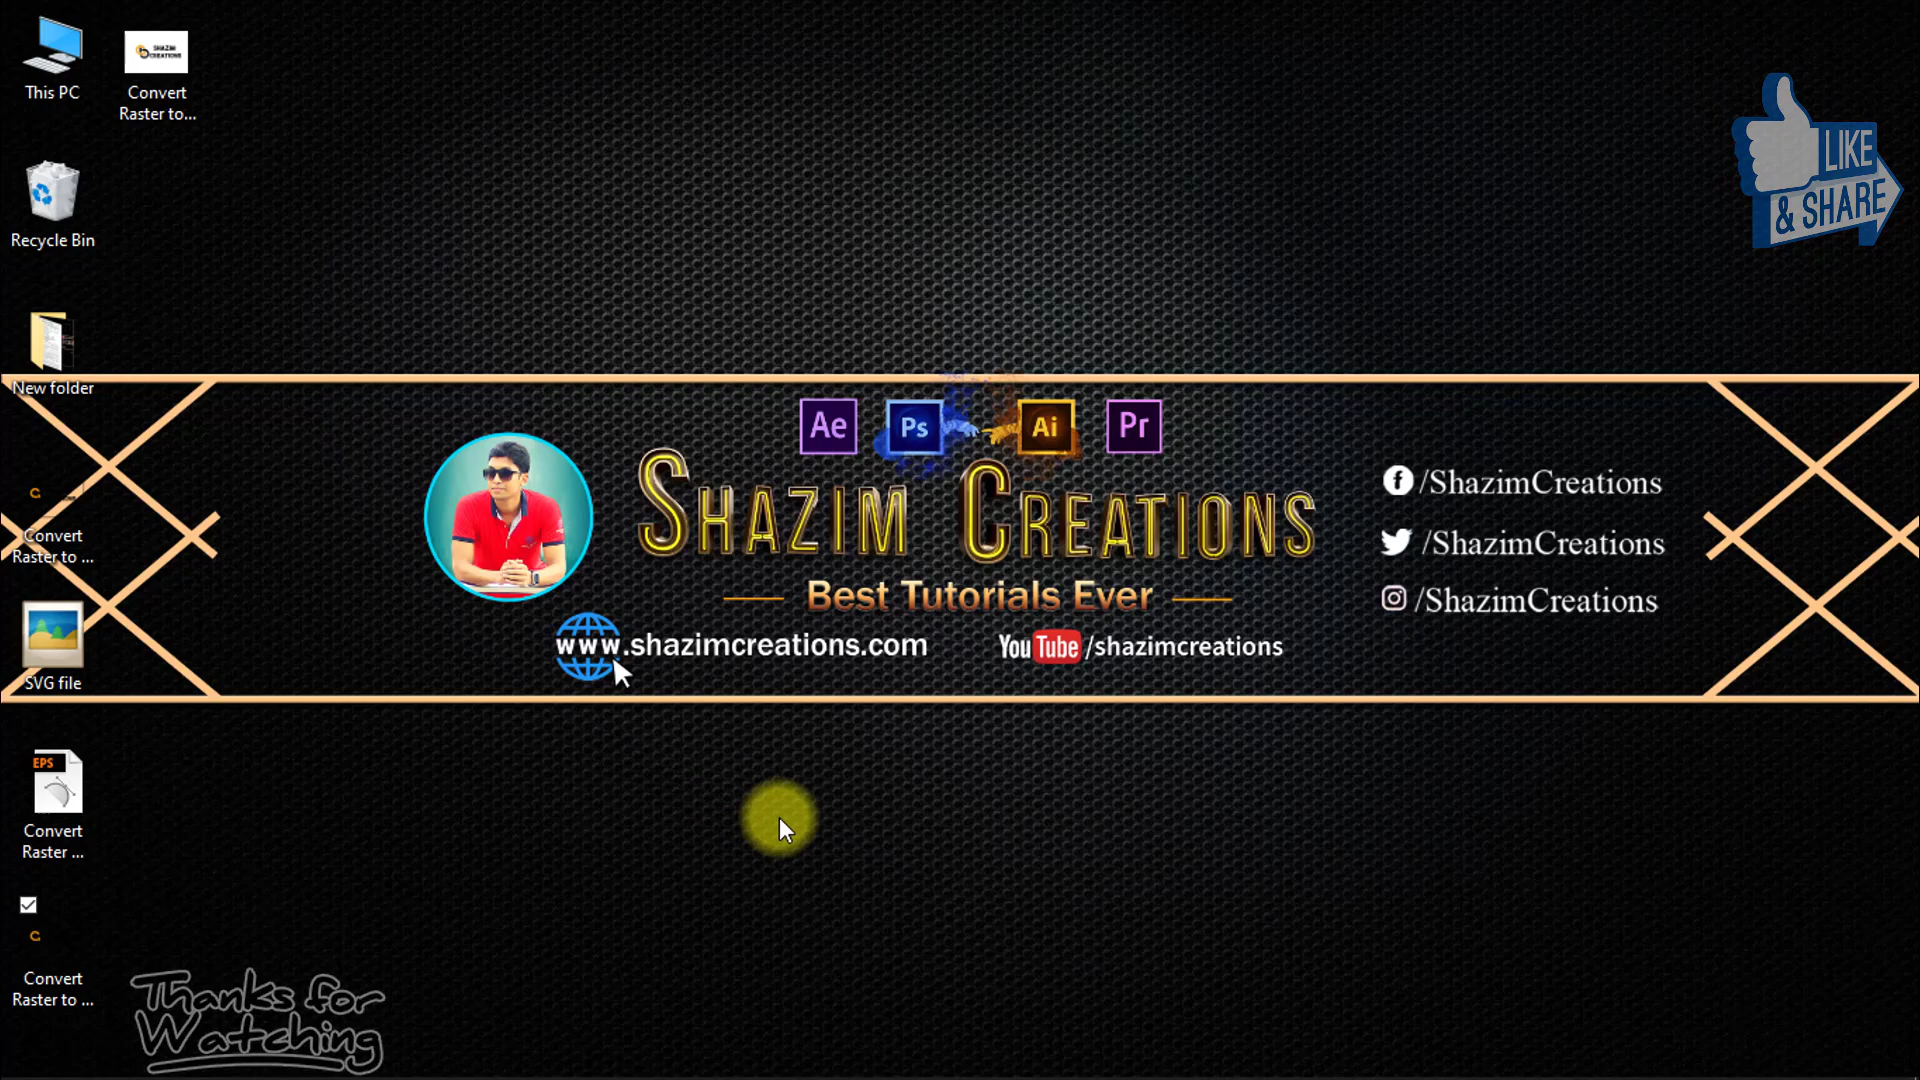 This PC
Convert
Raster to...
SHAZIM
CREATIONS
LIKE
& SHARE
Recycle Bin
New folder
Ae
Ps
Ai
Pr
SHAZIM CREATIONS
Best Tutorials Ever
www.shazimcreations.com
YouTube /shazimcreations
/ShazimCreations
/ShazimCreations
/ShazimCreations
Convert
Raster to ...
SVG file
EPS
Convert
Raster ...
Convert
Raster to ...
Thanks for
Watching